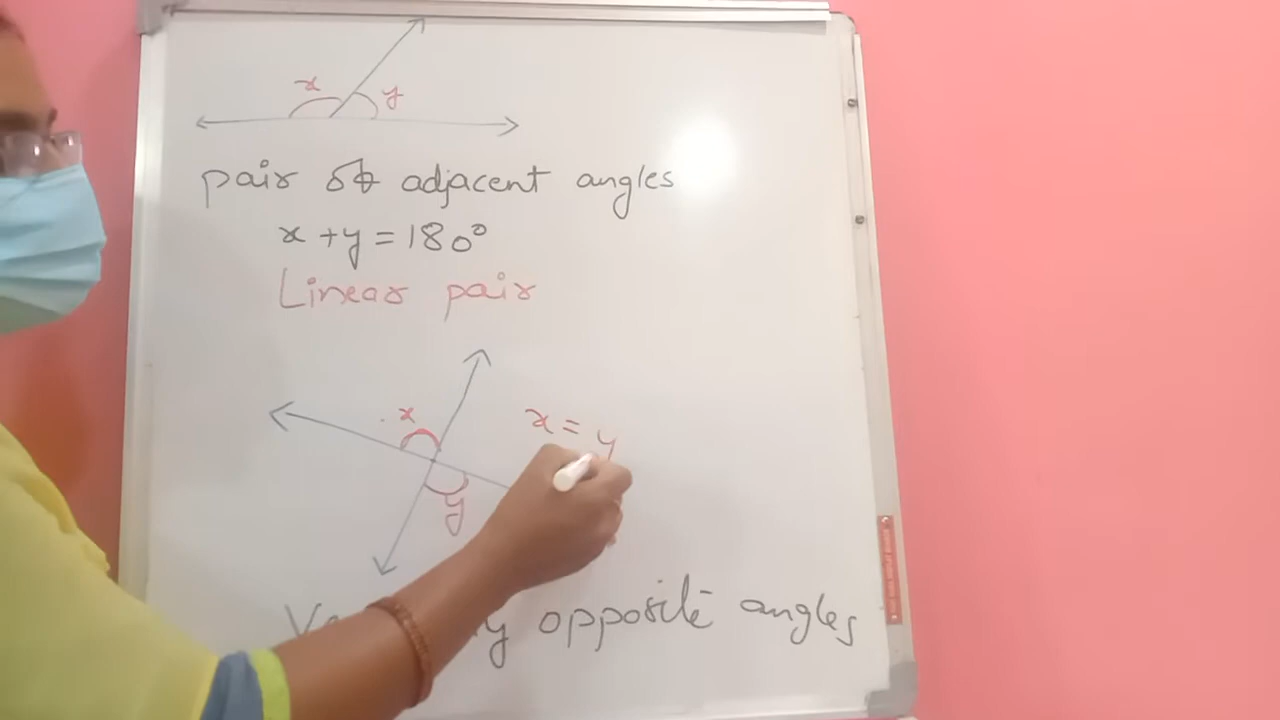 x
y
pair of adjacent angles
x + y = 180°
Linear pair
x
x = y
y
opposite angles